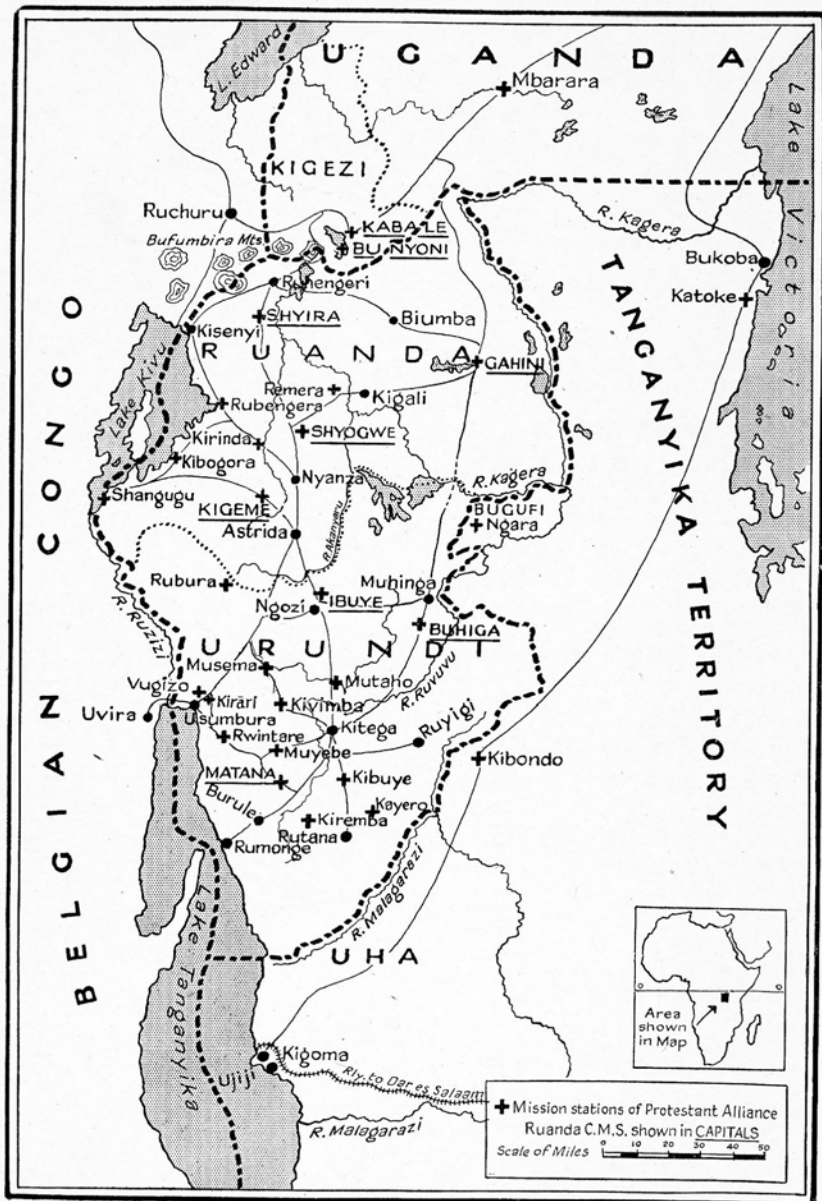 UGANDA
L. Edward
Mbarara
Lake Victoria
KIGEZI
Ruchuru
KABALE
BUNYONI
Bufumbira Mts.
R. Kagera
Bukoba
Katoke
Ruhengeri
SHYIRA
Biumba
Kisenyi
RUANDA
GAHINI
TANGANYIKA TERRITORY
BELGIAN CONGO
Lake Kivu
Remera
Rubengera
Kigali
SHYOGWE
Kirinda
Kibogora
Nyanza
R. Kagera
Shangugu
KIGEME
BUGUFI
Ngara
Astrida
R. Akanyaru
Rubura
Muhinga
IBUYE
Ngozi
R. Ruzizi
BUHIGA
URUNDI
Musema
Mutaho
R. Ruvuvu
Vugizo
Kirari
Kivimba
Uvira
Usumbura
Kitega
Ruyigi
Rwintare
Muyebe
Kibondo
MATANA
Kibuye
Burule
Kayero
Kiremba
Rutana
Rumonge
R. Malagarazi
Lake Tanganyika
UHA
0
0
Area
shown
in Map
Kigoma
Ujiji
Rly. to Dar es Salaam
R. Malagarazi
Mission stations of Protestant Alliance
Ruanda C.M.S. shown in CAPITALS
Scale of Miles 0 10 20 30 40 50